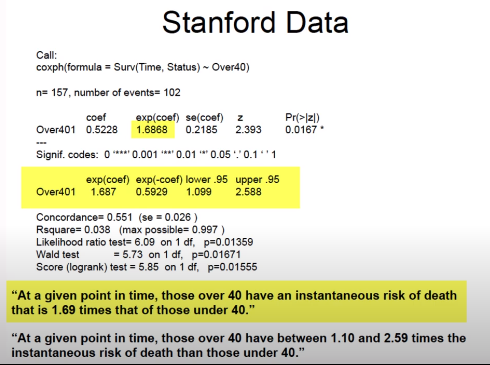 Stanford Data
Call:
coxph(formula = Surv(Time, Status) ~ Over40)
n= 157, number of events= 102
coef exp(coef) se(coef) z Pr(>|z|)
Over401 0.5228 1.6868 0.2185 2.393 0.0167 *
---
Signif. codes: 0 '***' 0.001 '**' 0.01 '*' 0.05 '.' 0.1 ' ' 1
exp(coef) exp(-coef) lower .95 upper .95
Over401 1.687 0.5929 1.099 2.588
Concordance= 0.551 (se = 0.026 )
Rsquare= 0.038 (max possible= 0.997 )
Likelihood ratio test= 6.09 on 1 df, p=0.01359
Wald test = 5.73 on 1 df, p=0.01671
Score (logrank) test = 5.85 on 1 df, p=0.01555
“At a given point in time, those over 40 have an instantaneous risk of death
that is 1.69 times that of those under 40.”
“At a given point in time, those over 40 have between 1.10 and 2.59 times the
instantaneous risk of death than those under 40.”